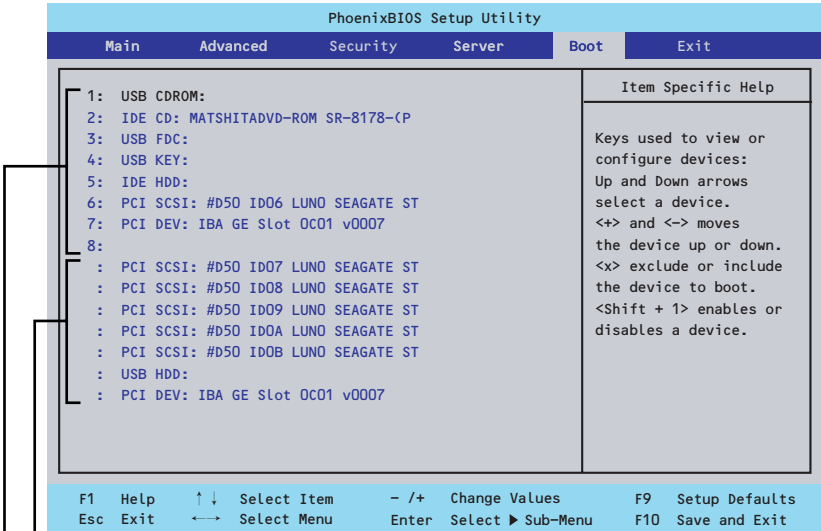 PhoenixBIOS Setup Utility
Main Advanced Security Server Boot Exit
1: USB CDROM:
2: IDE CD: MATSHITADVD-ROM SR-8178-(P
3: USB FDC:
4: USB KEY:
5: IDE HDD:
6: PCI SCSI: #D50 ID06 LUN0 SEAGATE ST
7: PCI DEV: IBA GE Slot 0C01 v0007
8:
: PCI SCSI: #D50 ID07 LUN0 SEAGATE ST
: PCI SCSI: #D50 ID08 LUN0 SEAGATE ST
: PCI SCSI: #D50 ID09 LUN0 SEAGATE ST
: PCI SCSI: #D50 ID0A LUN0 SEAGATE ST
: PCI SCSI: #D50 ID0B LUN0 SEAGATE ST
: USB HDD:
: PCI DEV: IBA GE Slot 0C01 v0007
Item Specific Help
Keys used to view or
configure devices:
Up and Down arrows
select a device.
<+> and <-> moves
the device up or down.
<x> exclude or include
the device to boot.
<Shift + 1> enables or
disables a device.
F1 Help ↑↓ Select Item - /+ Change Values F9 Setup Defaults
Esc Exit ←→ Select Menu Enter Select ▶ Sub-Menu F10 Save and Exit